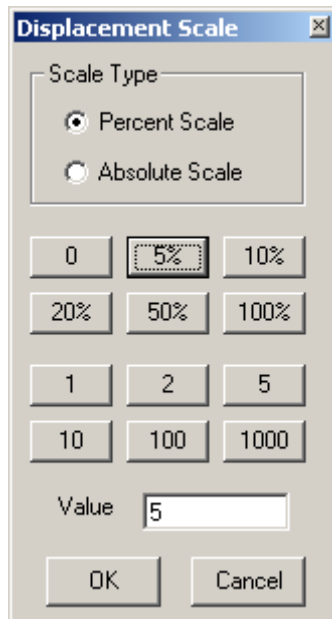 Displacement Scale
Scale Type
Percent Scale
Absolute Scale
0 5% 10%
20% 50% 100%
1 2 5
10 100 1000
Value 5
OK Cancel